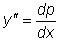 y″ = dp/dx